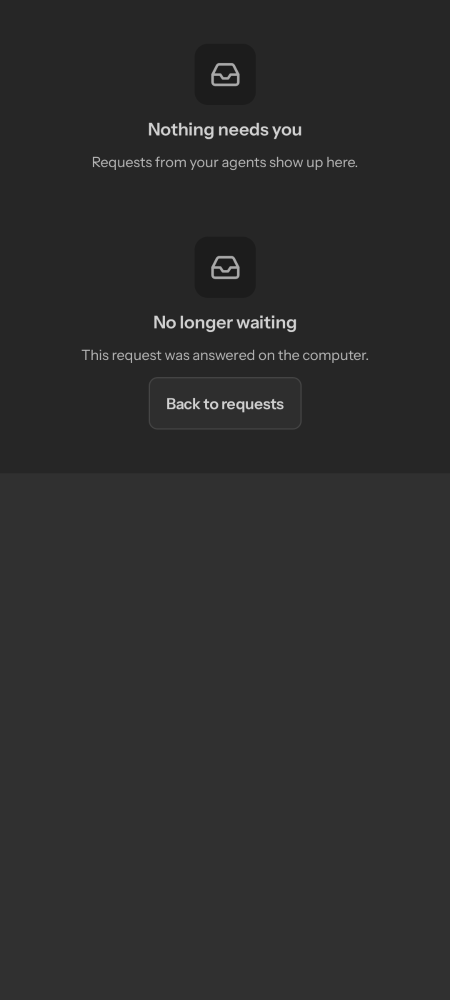 Nothing needs you
Requests from your agents show up here.
No longer waiting
This request was answered on the computer.
Back to requests